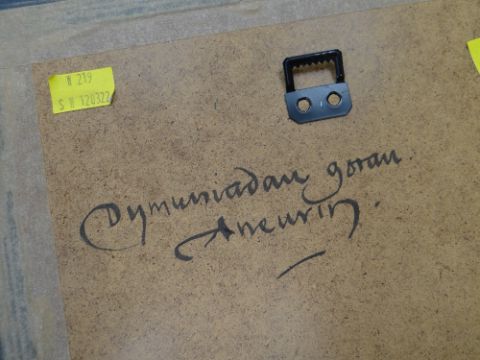 N 219
S N 120322
Dymuniadau gorau.
Aneurin.